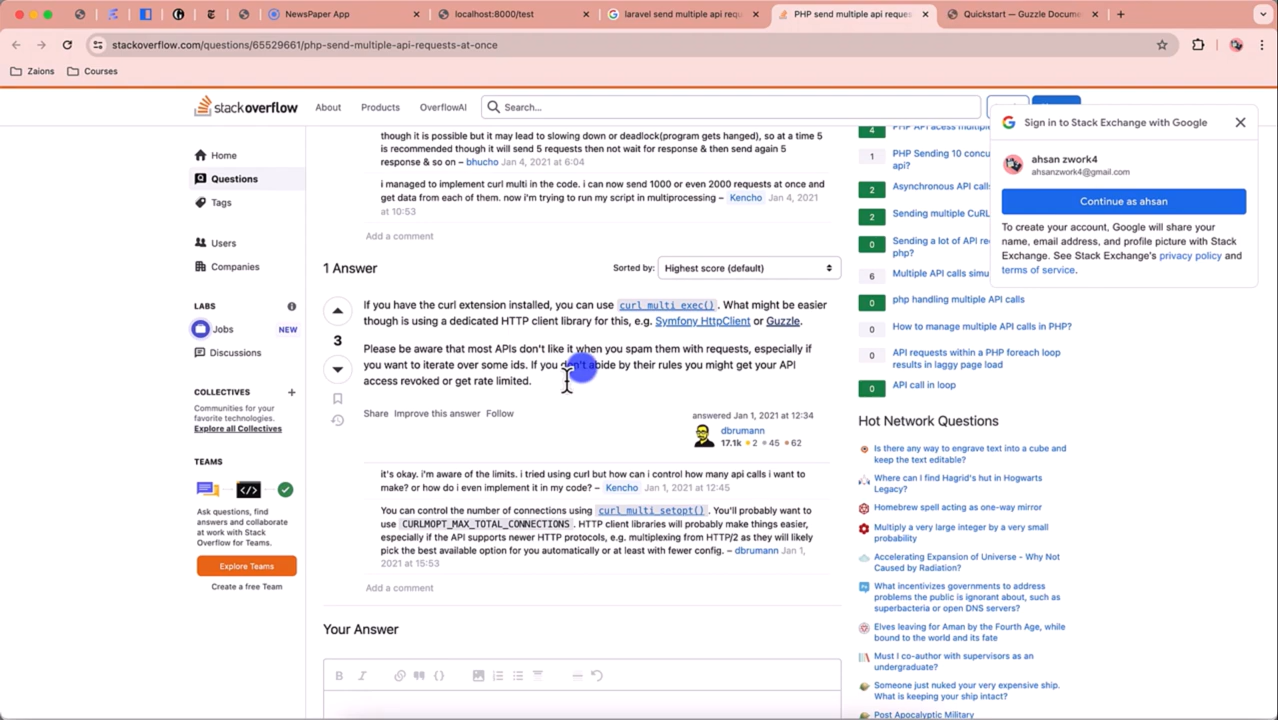 NewsPaper App
localhost:8000/test
laravel send multiple api req
PHP send multiple api reques
Quickstart — Guzzle Docume
stackoverflow.com/questions/65529661/php-send-multiple-api-requests-at-once
Zaions
Courses
stackoverflow
About
Products
OverflowAI
Search...
Sign in to Stack Exchange with Google
ahsan zwork4
ahsanzwork4@gmail.com
Continue as ahsan
To create your account, Google will share your
name, email address, and profile picture with Stack
Exchange. See Stack Exchange's privacy policy and
terms of service.
Home
Questions
Tags
Users
Companies
LABS
Jobs
NEW
Discussions
COLLECTIVES
Communities for your
favorite technologies.
Explore all Collectives
TEAMS
Ask questions, find
answers and collaborate
at work with Stack
Overflow for Teams.
Explore Teams
Create a free Team
though it is possible but it may lead to slowing down or deadlock(program gets hanged), so at a time 5
is recommended though it will send 5 requests then not wait for response & then send again 5
response & so on – bhucho Jan 4, 2021 at 6:04
i managed to implement curl multi in the code. i can now send 1000 or even 2000 requests at once and
get data from each of them. now i'm trying to run my script in multiprocessing – Kencho Jan 4, 2021
at 10:53
Add a comment
1 Answer
Sorted by:
Highest score (default)
3
If you have the curl extension installed, you can use curl_multi_exec(). What might be easier
though is using a dedicated HTTP client library for this, e.g. Symfony HttpClient or Guzzle.
Please be aware that most APIs don't like it when you spam them with requests, especially if
you want to iterate over some ids. If you don't abide by their rules you might get your API
access revoked or get rate limited.
Share Improve this answer Follow
answered Jan 1, 2021 at 12:34
dbrumann
17.1k 2 45 62
it's okay. i'm aware of the limits. i tried using curl but how can i control how many api calls i want to
make? or how do i even implement it in my code? – Kencho Jan 1, 2021 at 12:45
You can control the number of connections using curl_multi_setopt(). You'll probably want to
use CURLMOPT_MAX_TOTAL_CONNECTIONS. HTTP client libraries will probably make things easier,
especially if the API supports newer HTTP protocols, e.g. multiplexing from HTTP/2 as they will likely
pick the best available option for you automatically or at least with fewer config. – dbrumann Jan 1,
2021 at 15:53
Add a comment
Your Answer
B I
4 PHP API acess multipl
1 PHP Sending 10 concu
api?
2 Asynchronous API call
2 Sending multiple CuRL
0 Sending a lot of API re
php?
6 Multiple API calls simu
0 php handling multiple API calls
0 How to manage multiple API calls in PHP?
0 API requests within a PHP foreach loop
results in laggy page load
0 API call in loop
Hot Network Questions
Is there any way to engrave text into a cube and
keep the text editable?
Where can I find Hagrid's hut in Hogwarts
Legacy?
Homebrew spell acting as one-way mirror
Multiply a very large integer by a very small
number
Accelerating Expansion of Universe - Why Not
Caused by Radiation?
What incentivizes governments to address
problems the public is ignorant about, such as
superbacteria or open DNS servers?
Elves leaving for Aman by the Fourth Age, while
bound to the world and its fate
Must I co-author with supervisors as an
undergraduate?
Someone just nuked your very expensive ship.
What is keeping your ship intact?
Post Apocalyptic Military